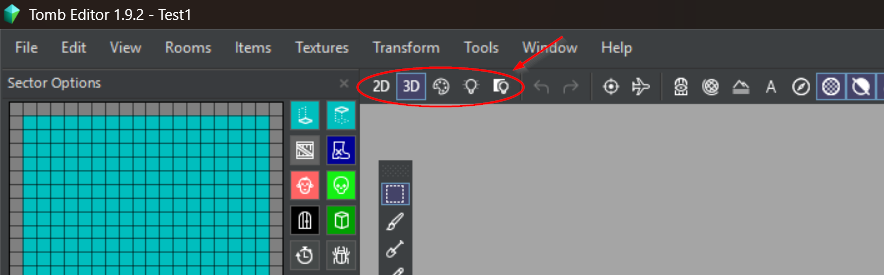 Tomb Editor 1.9.2 - Test1
File Edit View Rooms Items Textures Transform Tools Window Help
Sector Options
2D 3D A